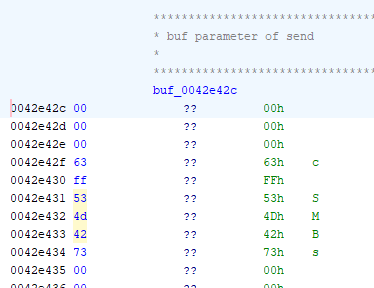 ***********************************
* buf parameter of send
*
***********************************
buf_0042e42c
0042e42c 00 ?? 00h
0042e42d 00 ?? 00h
0042e42e 00 ?? 00h
0042e42f 63 ?? 63h c
0042e430 ff ?? FFh
0042e431 53 ?? 53h S
0042e432 4d ?? 4Dh M
0042e433 42 ?? 42h B
0042e434 73 ?? 73h s
0042e435 00 ?? 00h
0042e436 00 ?? 00h